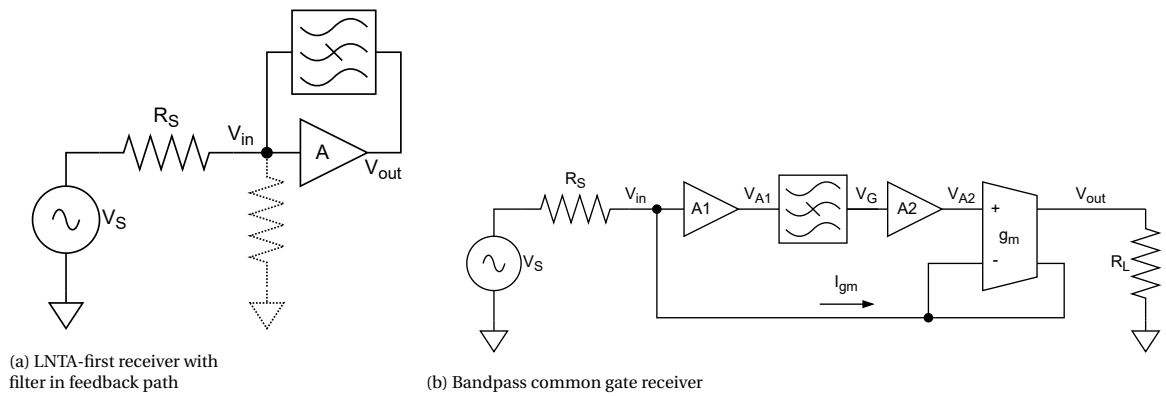 R_S
V_in
A
V_out
V_S
(a) LNTA-first receiver with
filter in feedback path
R_S
V_in
A1
V_A1
V_G
A2
V_A2
+
g_m
-
V_out
R_L
V_S
I_gm
(b) Bandpass common gate receiver